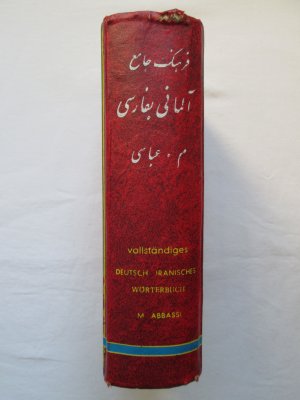 فرهنگ جامع
آلمانی بفارسی
م . عباسی
vollständiges
DEUTSCH IRANISCHES
WÖRTERBUCH
M ABBASSI